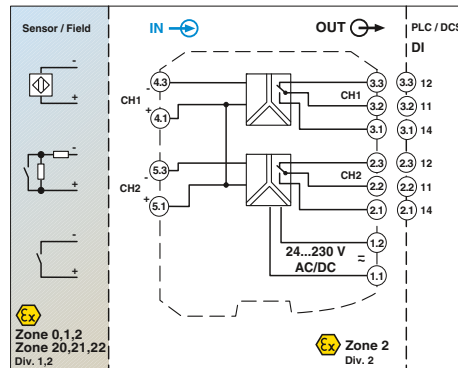 Sensor / Field
IN
OUT
PLC / DCS
DI
-
+
-
+
-
+
4.3
-
CH1
+
4.1
5.3
-
CH2
+
5.1
3.3
CH1
3.2
3.1
2.3
CH2
2.2
2.1
1.2
24...230 V
AC/DC
=
~
1.1
3.3 12
3.2 11
3.1 14
2.3 12
2.2 11
2.1 14
Ex
Zone 0,1,2
Zone 20,21,22
Div. 1,2
Ex
Zone 2
Div. 2